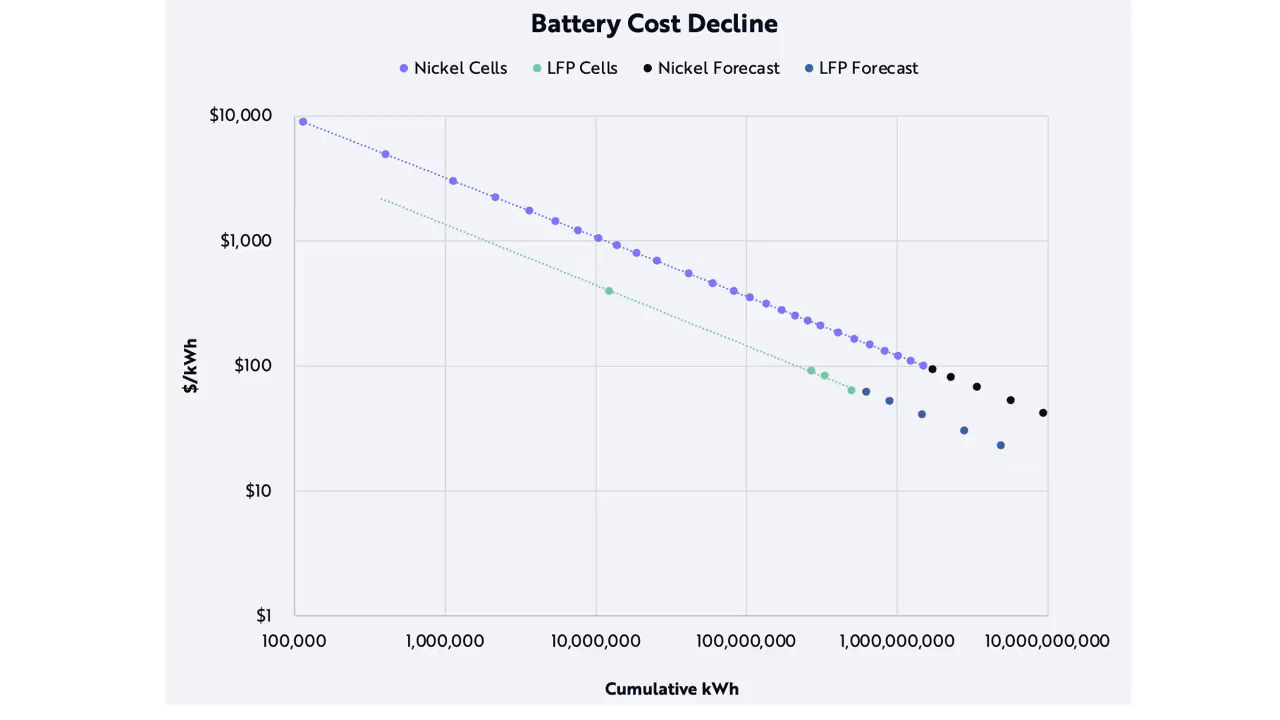 Battery Cost Decline
Nickel Cells LFP Cells Nickel Forecast LFP Forecast
$10,000
$1,000
$100
$10
$1
$/kWh
100,000 1,000,000 10,000,000 100,000,000 1,000,000,000 10,000,000,000
Cumulative kWh